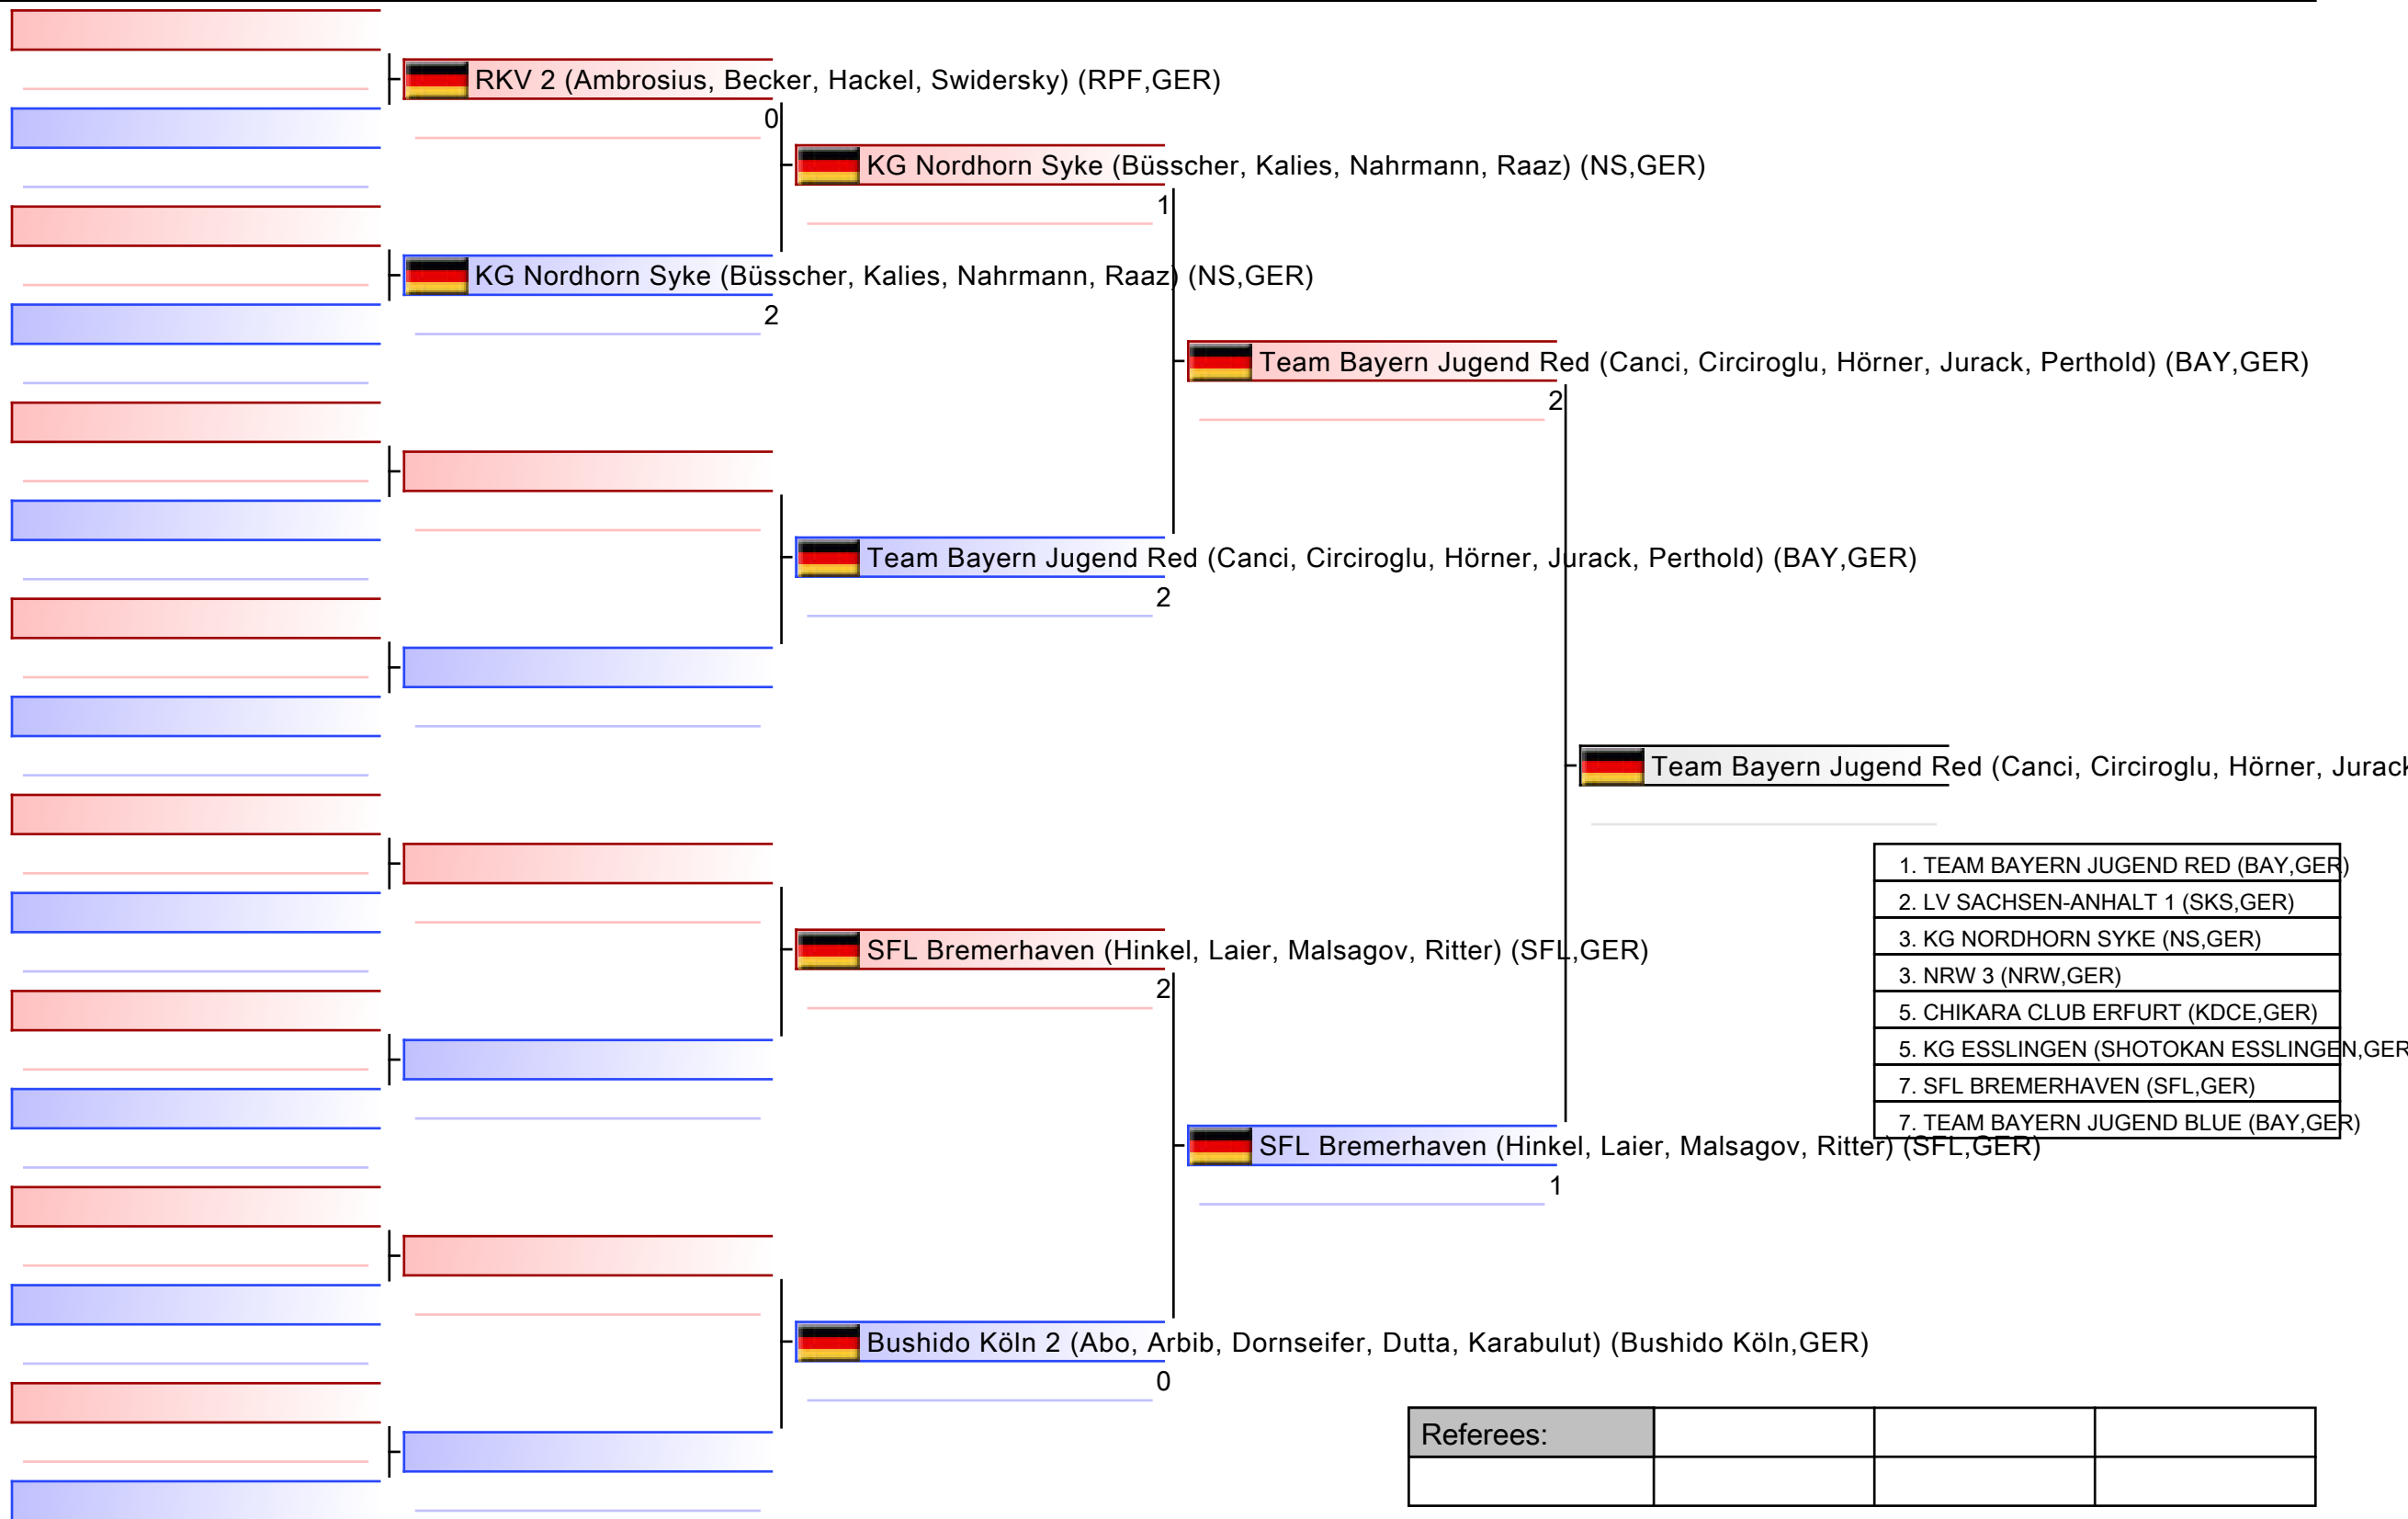 RKV 2 (Ambrosius, Becker, Hackel, Swidersky) (RPF,GER)
0
KG Nordhorn Syke (Büsscher, Kalies, Nahrmann, Raaz) (NS,GER)
1
KG Nordhorn Syke (Büsscher, Kalies, Nahrmann, Raaz) (NS,GER)
2
Team Bayern Jugend Red (Canci, Circiroglu, Hörner, Jurack, Perthold) (BAY,GER)
2
Team Bayern Jugend Red (Canci, Circiroglu, Hörner, Jurack, Perthold) (BAY,GER)
2
Team Bayern Jugend Red (Canci, Circiroglu, Hörner, Jurack
1. TEAM BAYERN JUGEND RED (BAY,GER)
2. LV SACHSEN-ANHALT 1 (SKS,GER)
3. KG NORDHORN SYKE (NS,GER)
3. NRW 3 (NRW,GER)
5. CHIKARA CLUB ERFURT (KDCE,GER)
5. KG ESSLINGEN (SHOTOKAN ESSLINGEN,GER
7. SFL BREMERHAVEN (SFL,GER)
7. TEAM BAYERN JUGEND BLUE (BAY,GER)
SFL Bremerhaven (Hinkel, Laier, Malsagov, Ritter) (SFL,GER)
2
SFL Bremerhaven (Hinkel, Laier, Malsagov, Ritter) (SFL,GER)
1
Bushido Köln 2 (Abo, Arbib, Dornseifer, Dutta, Karabulut) (Bushido Köln,GER)
0
Referees: